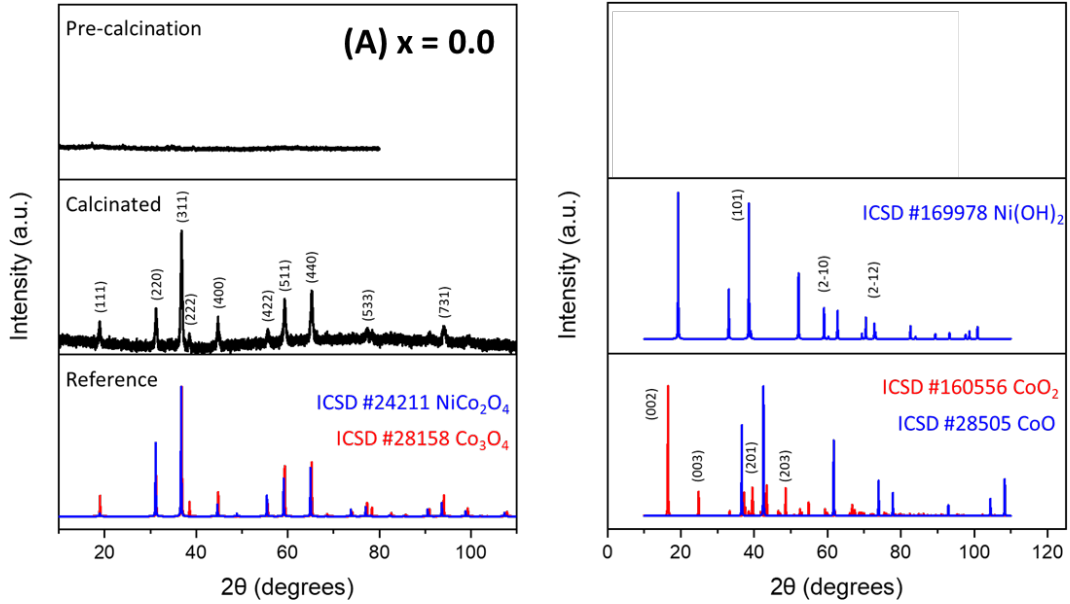 Pre-calcination
(A) x = 0.0
Calcinated
(111)
(220)
(311)
(222)
(400)
(422)
(511)
(440)
(533)
(731)
Reference
ICSD #24211 NiCo₂O₄
ICSD #28158 Co₃O₄
Intensity (a.u.)
20 40 60 80 100
2θ (degrees)
ICSD #169978 Ni(OH)₂
(101)
(2-10)
(2-12)
ICSD #160556 CoO₂
ICSD #28505 CoO
(002)
(003)
(201)
(203)
Intensity (a.u.)
0 20 40 60 80 100 120
2θ (degrees)